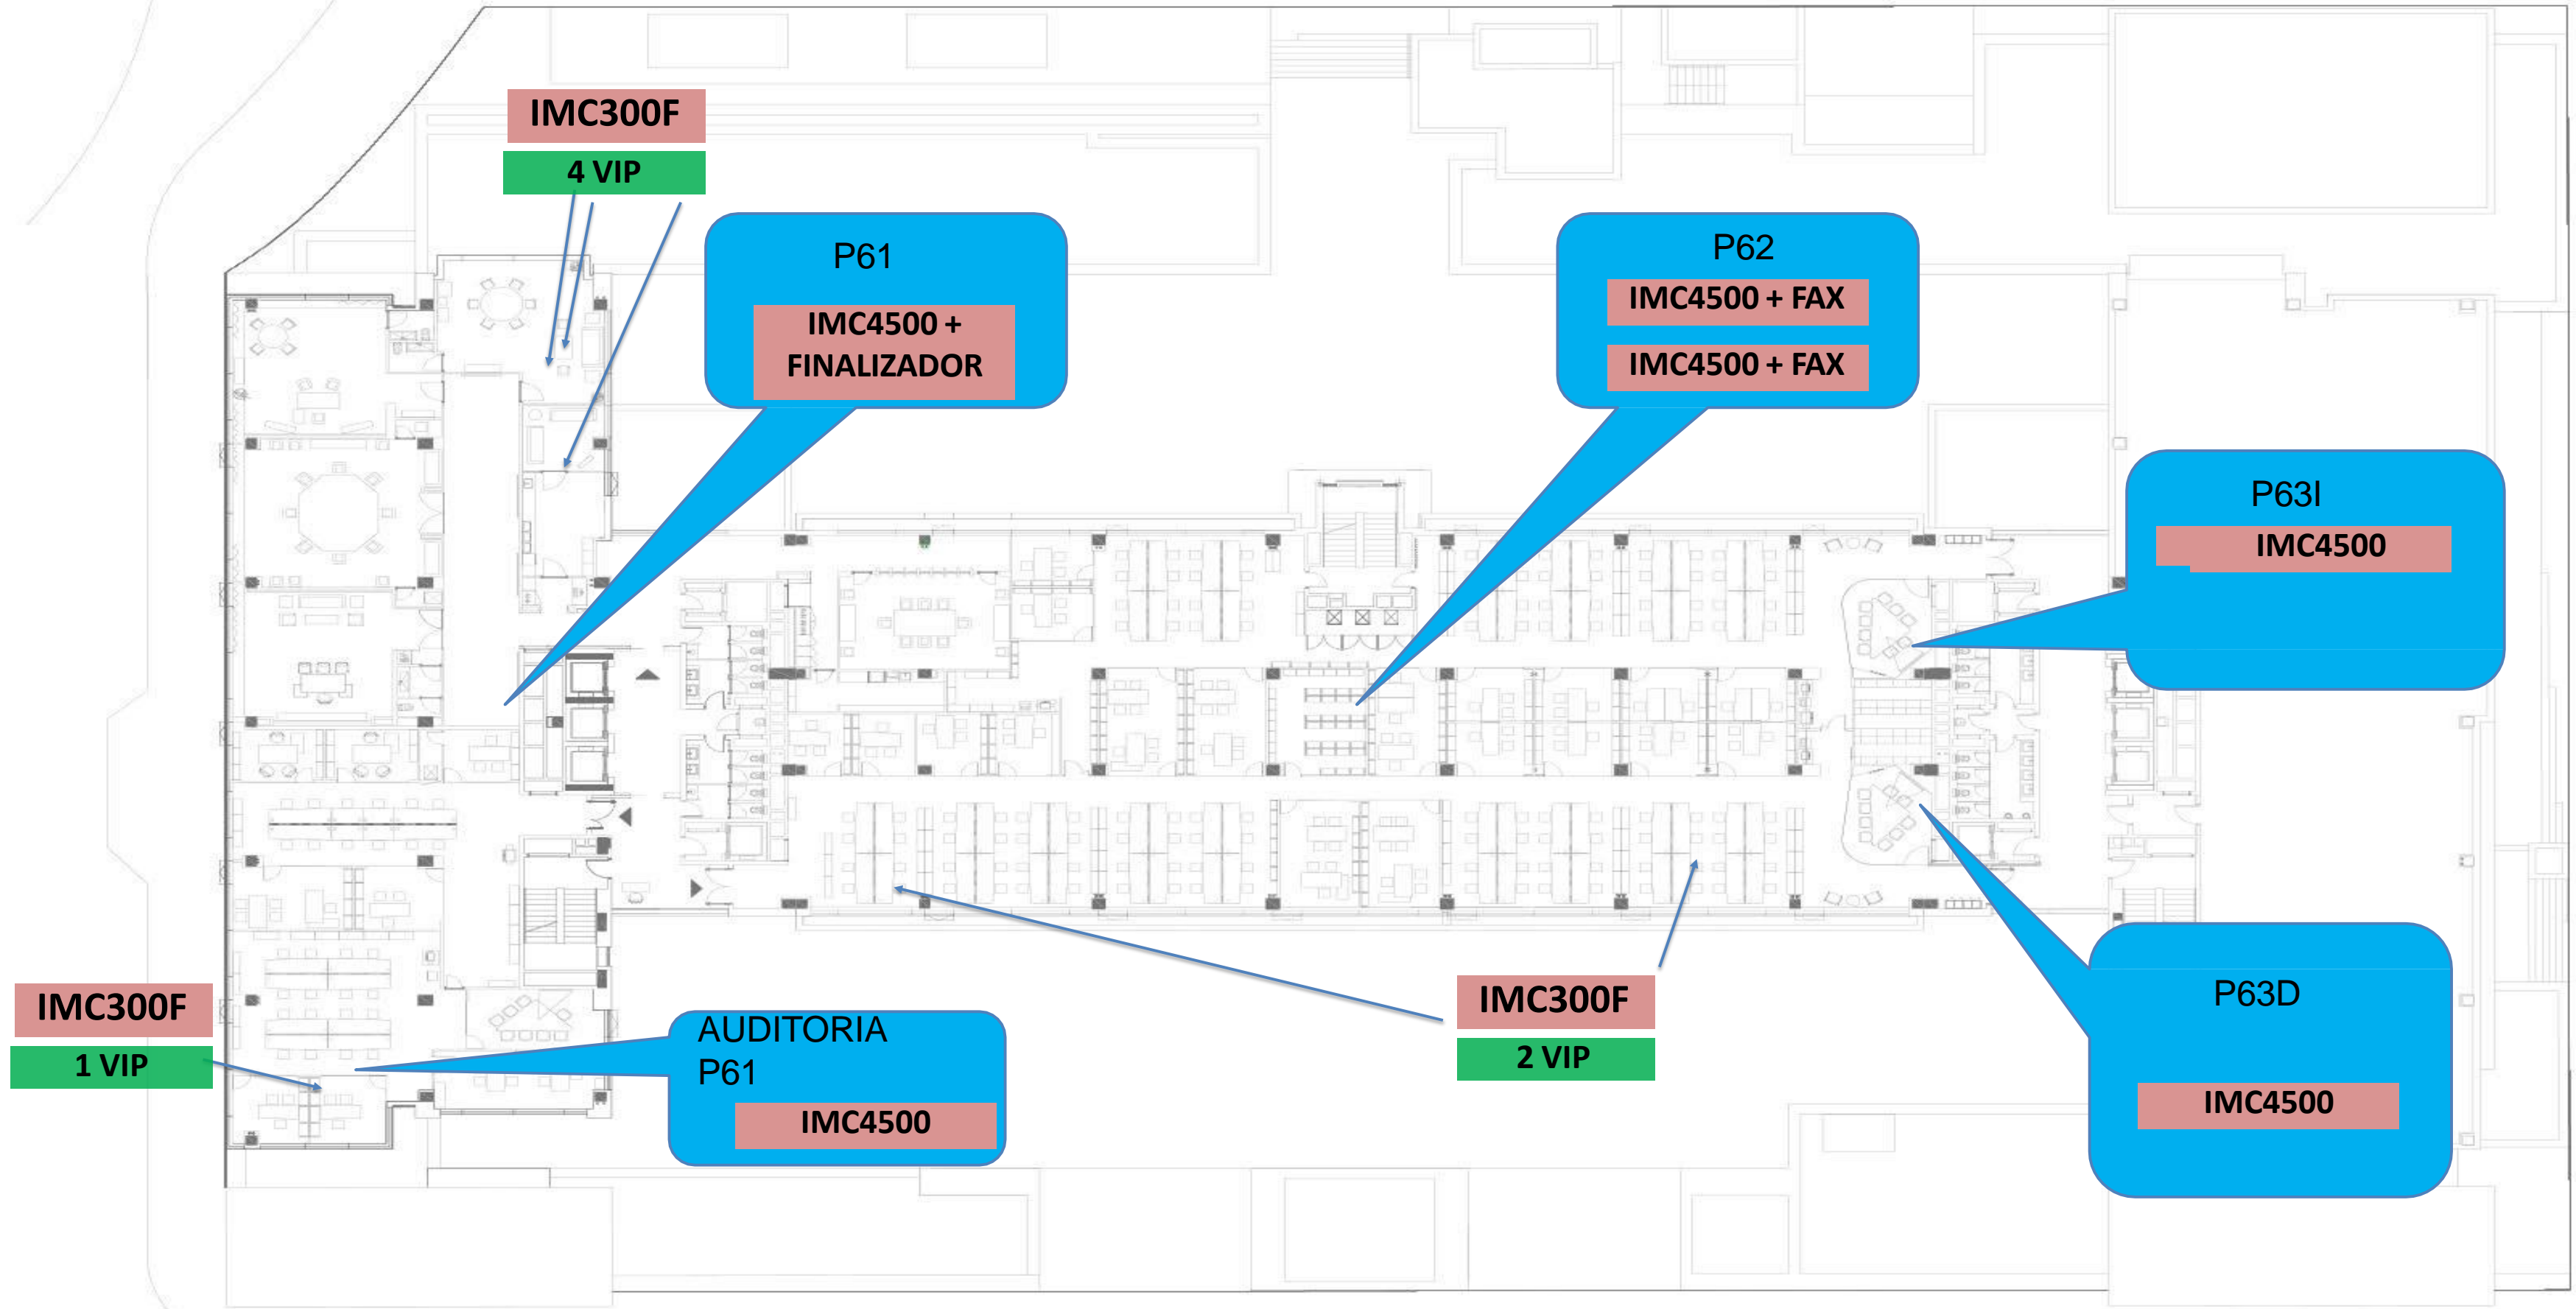 IMC300F
4 VIP
P61
IMC4500 +
FINALIZADOR
P62
IMC4500 + FAX
IMC4500 + FAX
P63I
IMC4500
IMC300F
1 VIP
AUDITORIA
P61
IMC4500
IMC300F
2 VIP
P63D
IMC4500